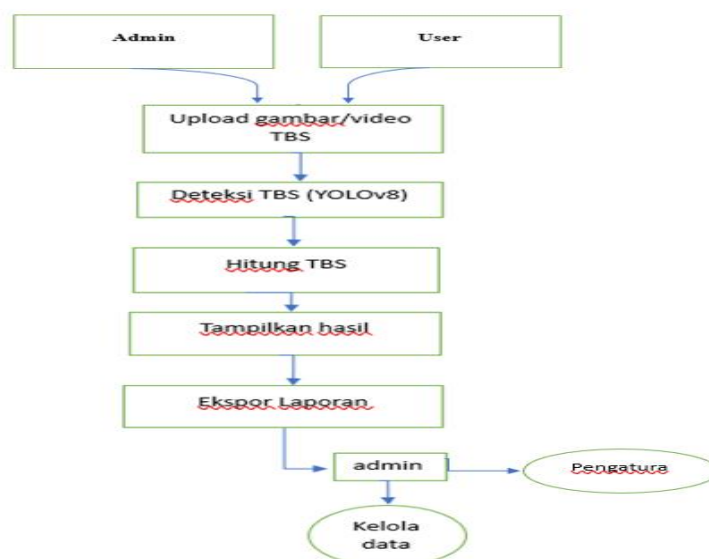 Admin
User
Upload gambar/video
TBS
Deteksi TBS (YOLOv8)
Hitung TBS
Tampilkan hasil
Ekspor Laporan
admin
Pengatura
Kelola
data